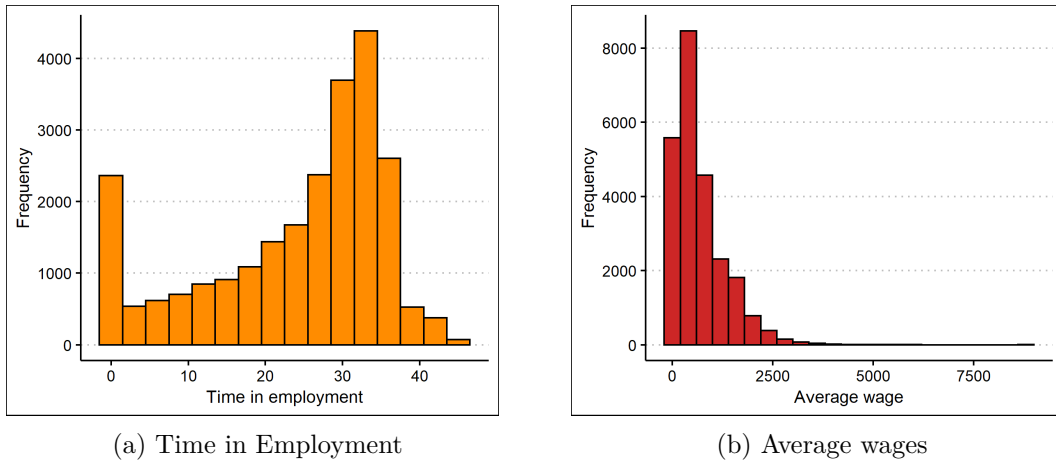 4000
3000
2000
1000
0
Frequency
0 10 20 30 40
Time in employment
(a) Time in Employment
8000
6000
4000
2000
0
Frequency
0 2500 5000 7500
Average wage
(b) Average wages